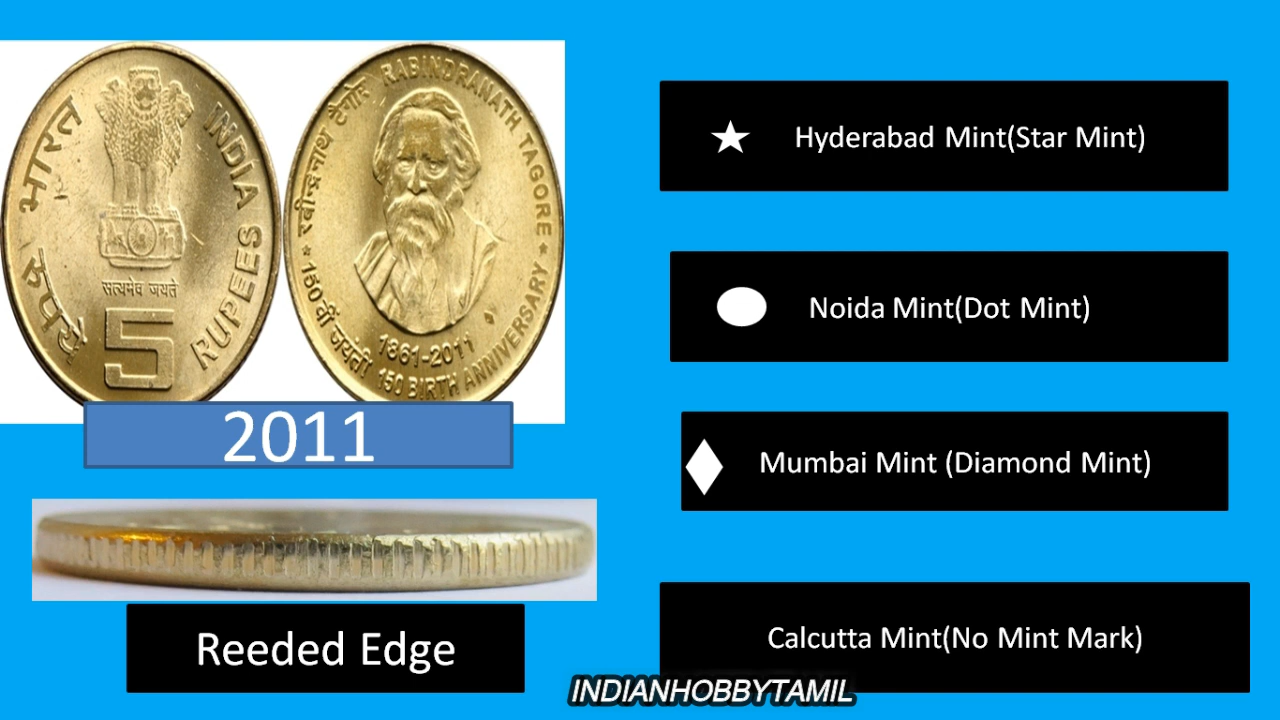 भारत
INDIA
रुपये
RUPEES
सत्यमेव जयते
5
रवीन्द्रनाथ टैगोर
RABINDRANATH TAGORE
150वीं जयंती
1861-2011
150 BIRTH ANNIVERSARY
2011
Reeded Edge
Hyderabad Mint(Star Mint)
Noida Mint(Dot Mint)
Mumbai Mint (Diamond Mint)
Calcutta Mint(No Mint Mark)
INDIANHOBBYTAMIL